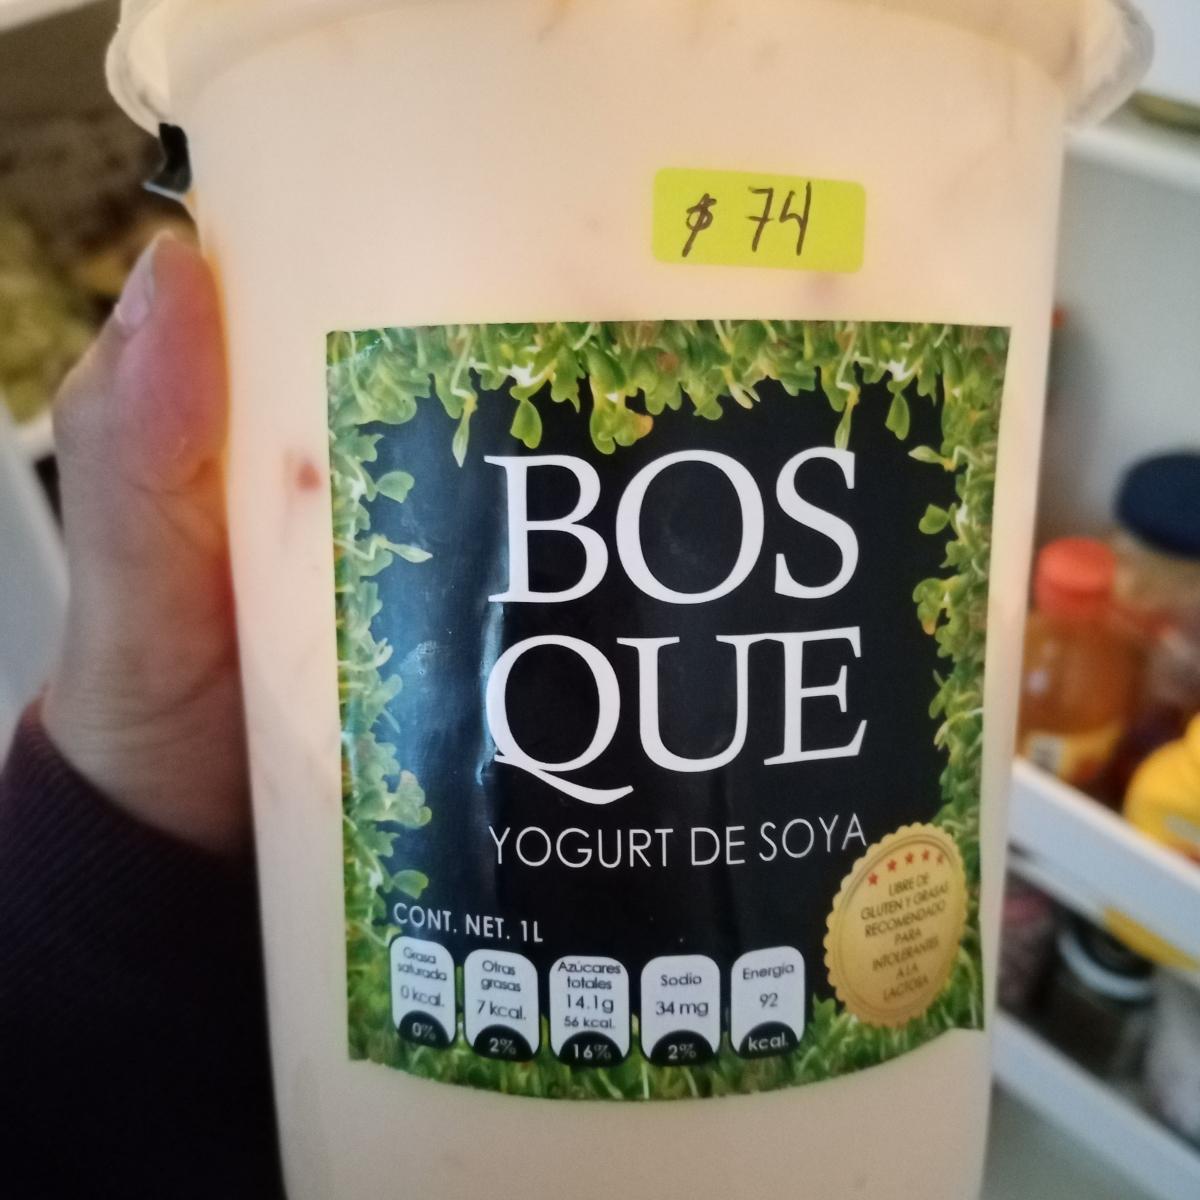 $ 74
BOS
QUE
YOGURT DE SOYA
LIBRE DE
GLUTEN Y GRASAS
RECOMENDADO
PARA
INTOLERANTES
A LA
LACTOSA
CONT. NET. 1L
Grasa
saturada
0 kcal.
0%
Otras
grasas
7 kcal.
2%
Azúcares
totales
14.1g
56 kcal.
16%
Sodio
34 mg
2%
Energía
92
kcal.